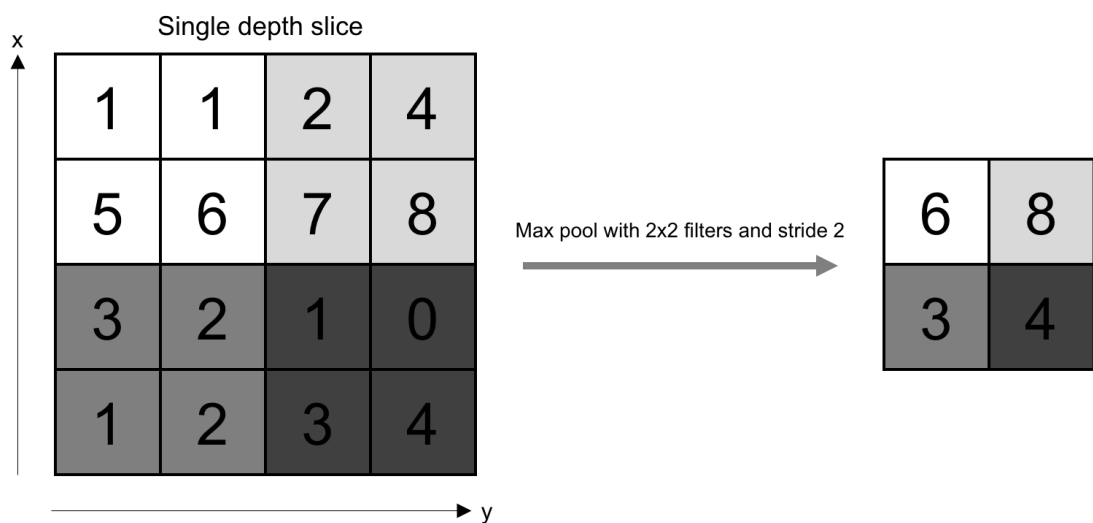 Single depth slice
x
1 1 2 4
5 6 7 8
3 2 1 0
1 2 3 4
y
Max pool with 2x2 filters and stride 2
6 8
3 4